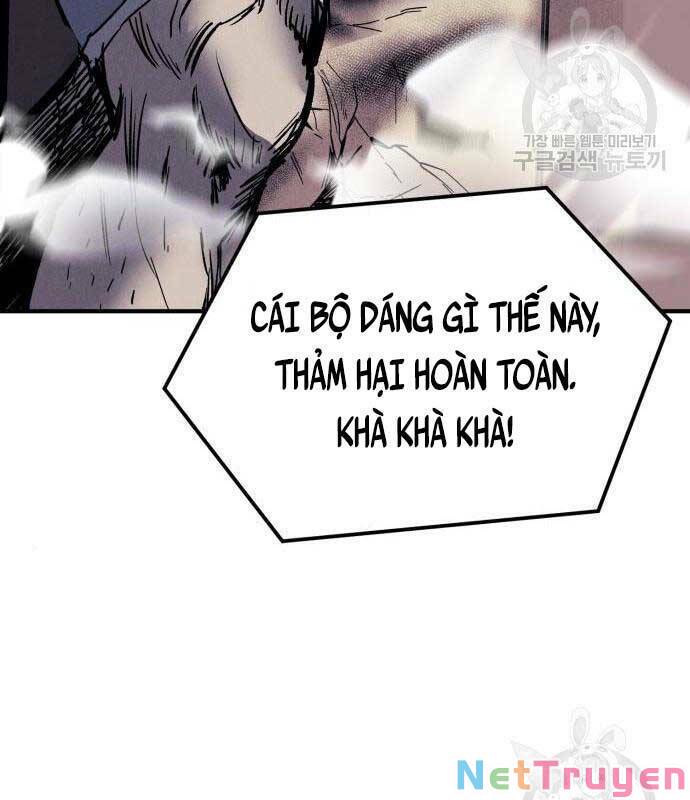 가장 빠른 웹툰 미리보기
구글검색 뉴토끼
CÁI BỘ DÁNG GÌ THẾ NÀY,
THẢM HẠI HOÀN TOÀN.
KHÀ KHÀ KHÀ!
NetTruyen